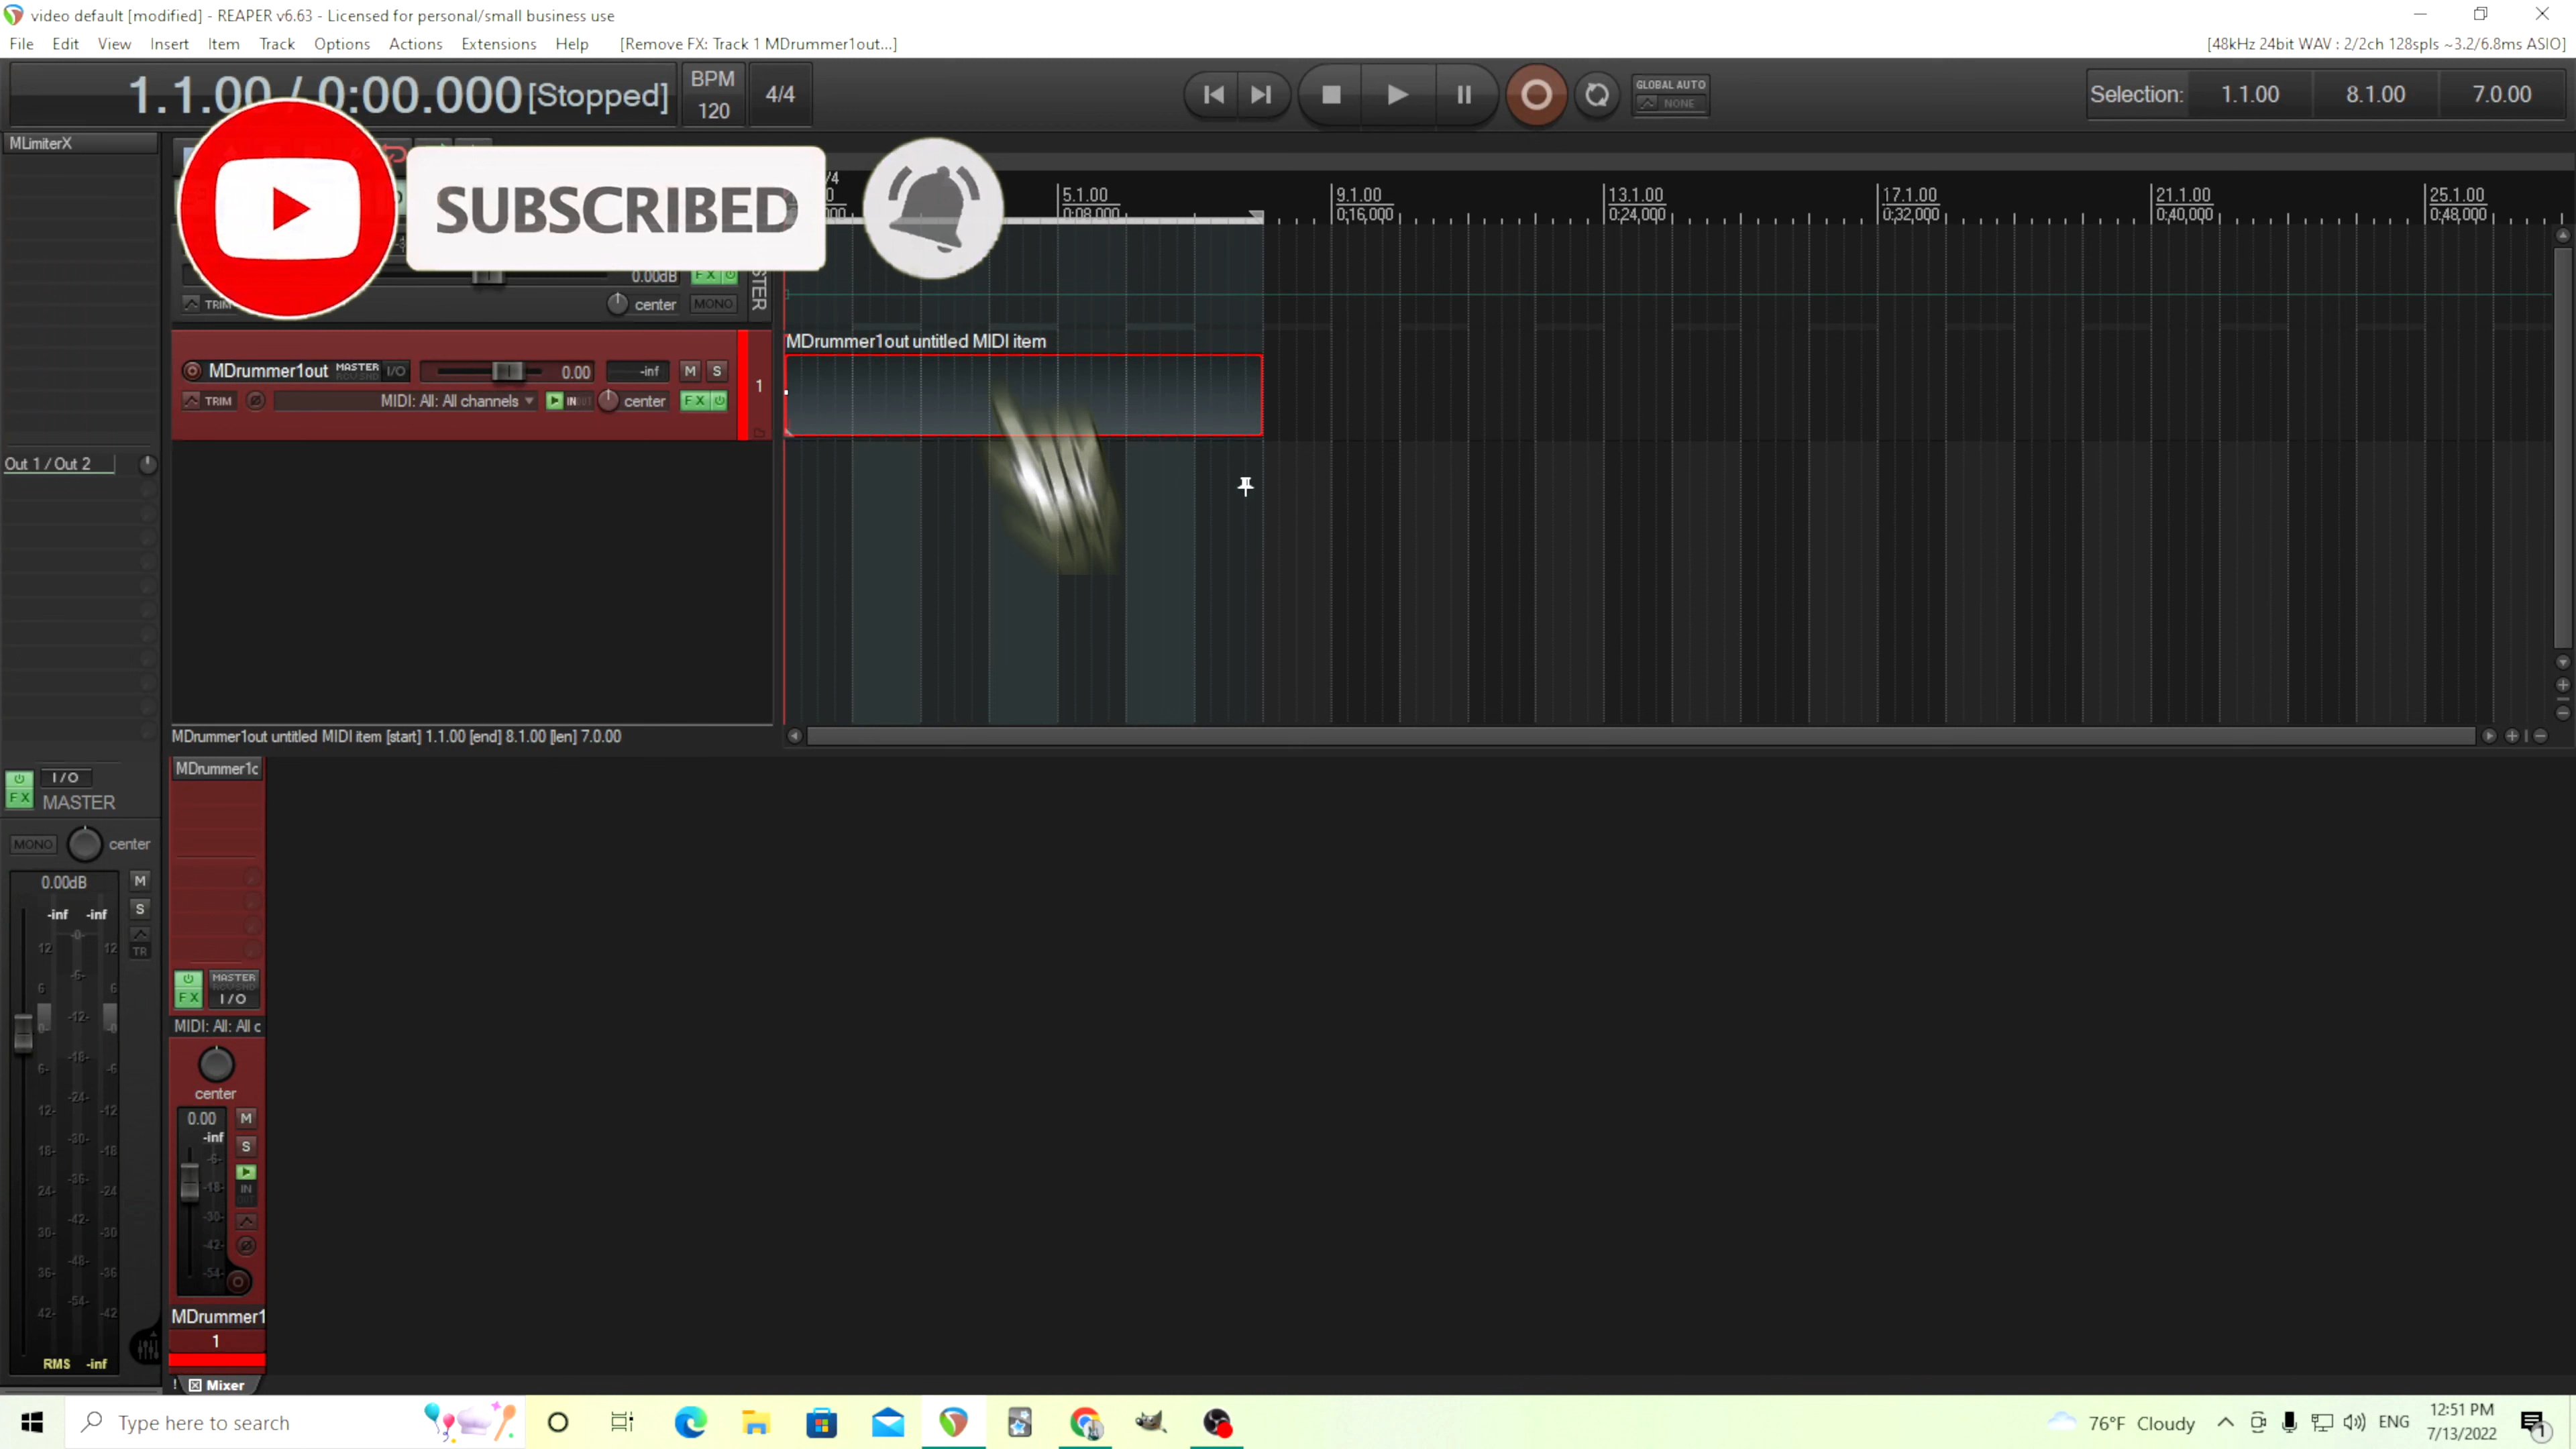 video default [modified] - REAPER v6.63 - Licensed for personal/small business use
File Edit View Insert Item Track Options Actions Extensions Help [Remove FX: Track 1 MDrummer1out...] [48kHz 24bit WAV : 2/2ch 128spls ~3.2/6.8ms ASIO]
1.1.00 / 0:00.000 [Stopped] BPM 120 4/4 GLOBAL AUTO NONE Selection: 1.1.00 8.1.00 7.0.00
MLimiterX
SUBSCRIBED
5.1.00 9.1.00 13.1.00 17.1.00 21.1.00 25.1.00
0:08.000 0:16.000 0:24.000 0:32.000 0:40.000 0:48.000
0.00dB FX
TRIM center MONO
MDrummer1out untitled MIDI item
MDrummer1out MASTER I/O 0.00 -inf M S 1
TRIM MIDI: All: All channels IN center FX
Out 1 / Out 2
MDrummer1out untitled MIDI item [start] 1.1.00 [end] 8.1.00 [len] 7.0.00
MDrummer1c
I/O
FX MASTER
MONO center
0.00dB M
-inf -inf S
TR
MASTER
FX I/O
MIDI: All: All c
center
0.00 M
-inf S
IN
MDrummer1
1
RMS -inf
Mixer
Type here to search 76°F Cloudy ENG 12:51 PM
7/13/2022 1